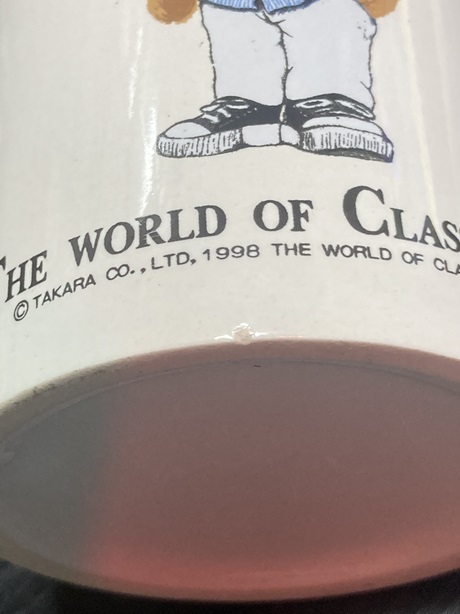 THE WORLD OF CLAS
© TAKARA CO., LTD, 1998 THE WORLD OF CLA